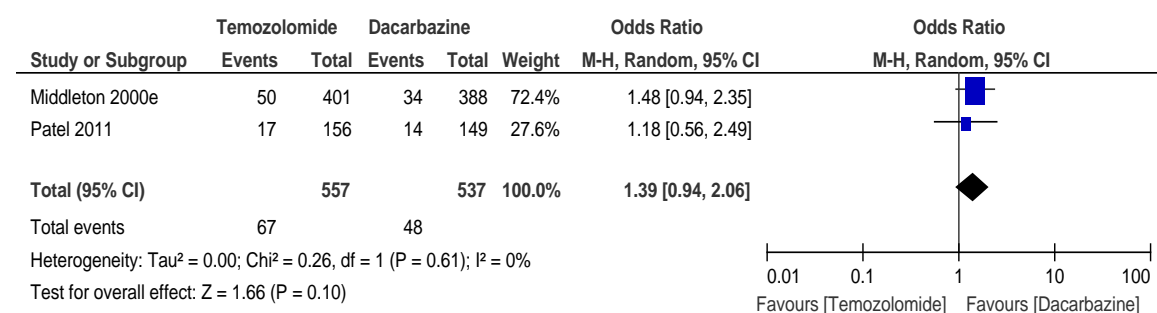 Temozolomide Dacarbazine Odds Ratio Odds Ratio
Study or Subgroup Events Total Events Total Weight M-H, Random, 95% CI M-H, Random, 95% CI
Middleton 2000e 50 401 34 388 72.4% 1.48 [0.94, 2.35]
Patel 2011 17 156 14 149 27.6% 1.18 [0.56, 2.49]
Total (95% CI) 557 537 100.0% 1.39 [0.94, 2.06]
Total events 67 48
Heterogeneity: Tau² = 0.00; Chi² = 0.26, df = 1 (P = 0.61); I² = 0%
Test for overall effect: Z = 1.66 (P = 0.10)
0.01 0.1 1 10 100
Favours [Temozolomide] Favours [Dacarbazine]